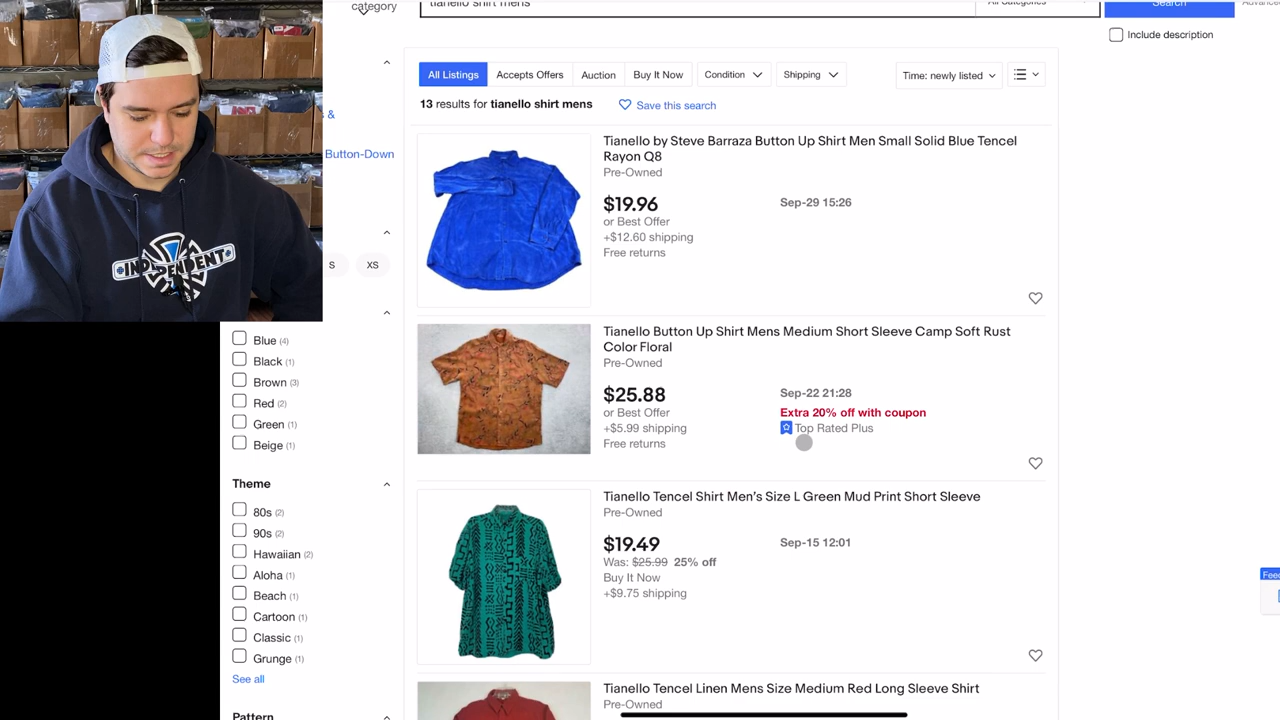 category
tianello shirt mens
All Categories
Search
Advanced
Include description
& 
Button-Down
S
XS
All Listings
Accepts Offers
Auction
Buy It Now
Condition
Shipping
Time: newly listed
13 results for tianello shirt mens
Save this search
Tianello by Steve Barraza Button Up Shirt Men Small Solid Blue Tencel
Rayon Q8
Pre-Owned
$19.96
Sep-29 15:26
or Best Offer
+$12.60 shipping
Free returns
Tianello Button Up Shirt Mens Medium Short Sleeve Camp Soft Rust
Color Floral
Pre-Owned
$25.88
Sep-22 21:28
or Best Offer
Extra 20% off with coupon
+$5.99 shipping
Top Rated Plus
Free returns
Tianello Tencel Shirt Men’s Size L Green Mud Print Short Sleeve
Pre-Owned
$19.49
Sep-15 12:01
Was: $25.99 25% off
Buy It Now
+$9.75 shipping
Tianello Tencel Linen Mens Size Medium Red Long Sleeve Shirt
Pre-Owned
Blue (4)
Black (1)
Brown (3)
Red (2)
Green (1)
Beige (1)
Theme
80s (2)
90s (2)
Hawaiian (2)
Aloha (1)
Beach (1)
Cartoon (1)
Classic (1)
Grunge (1)
See all
Pattern
INDEPENDENT